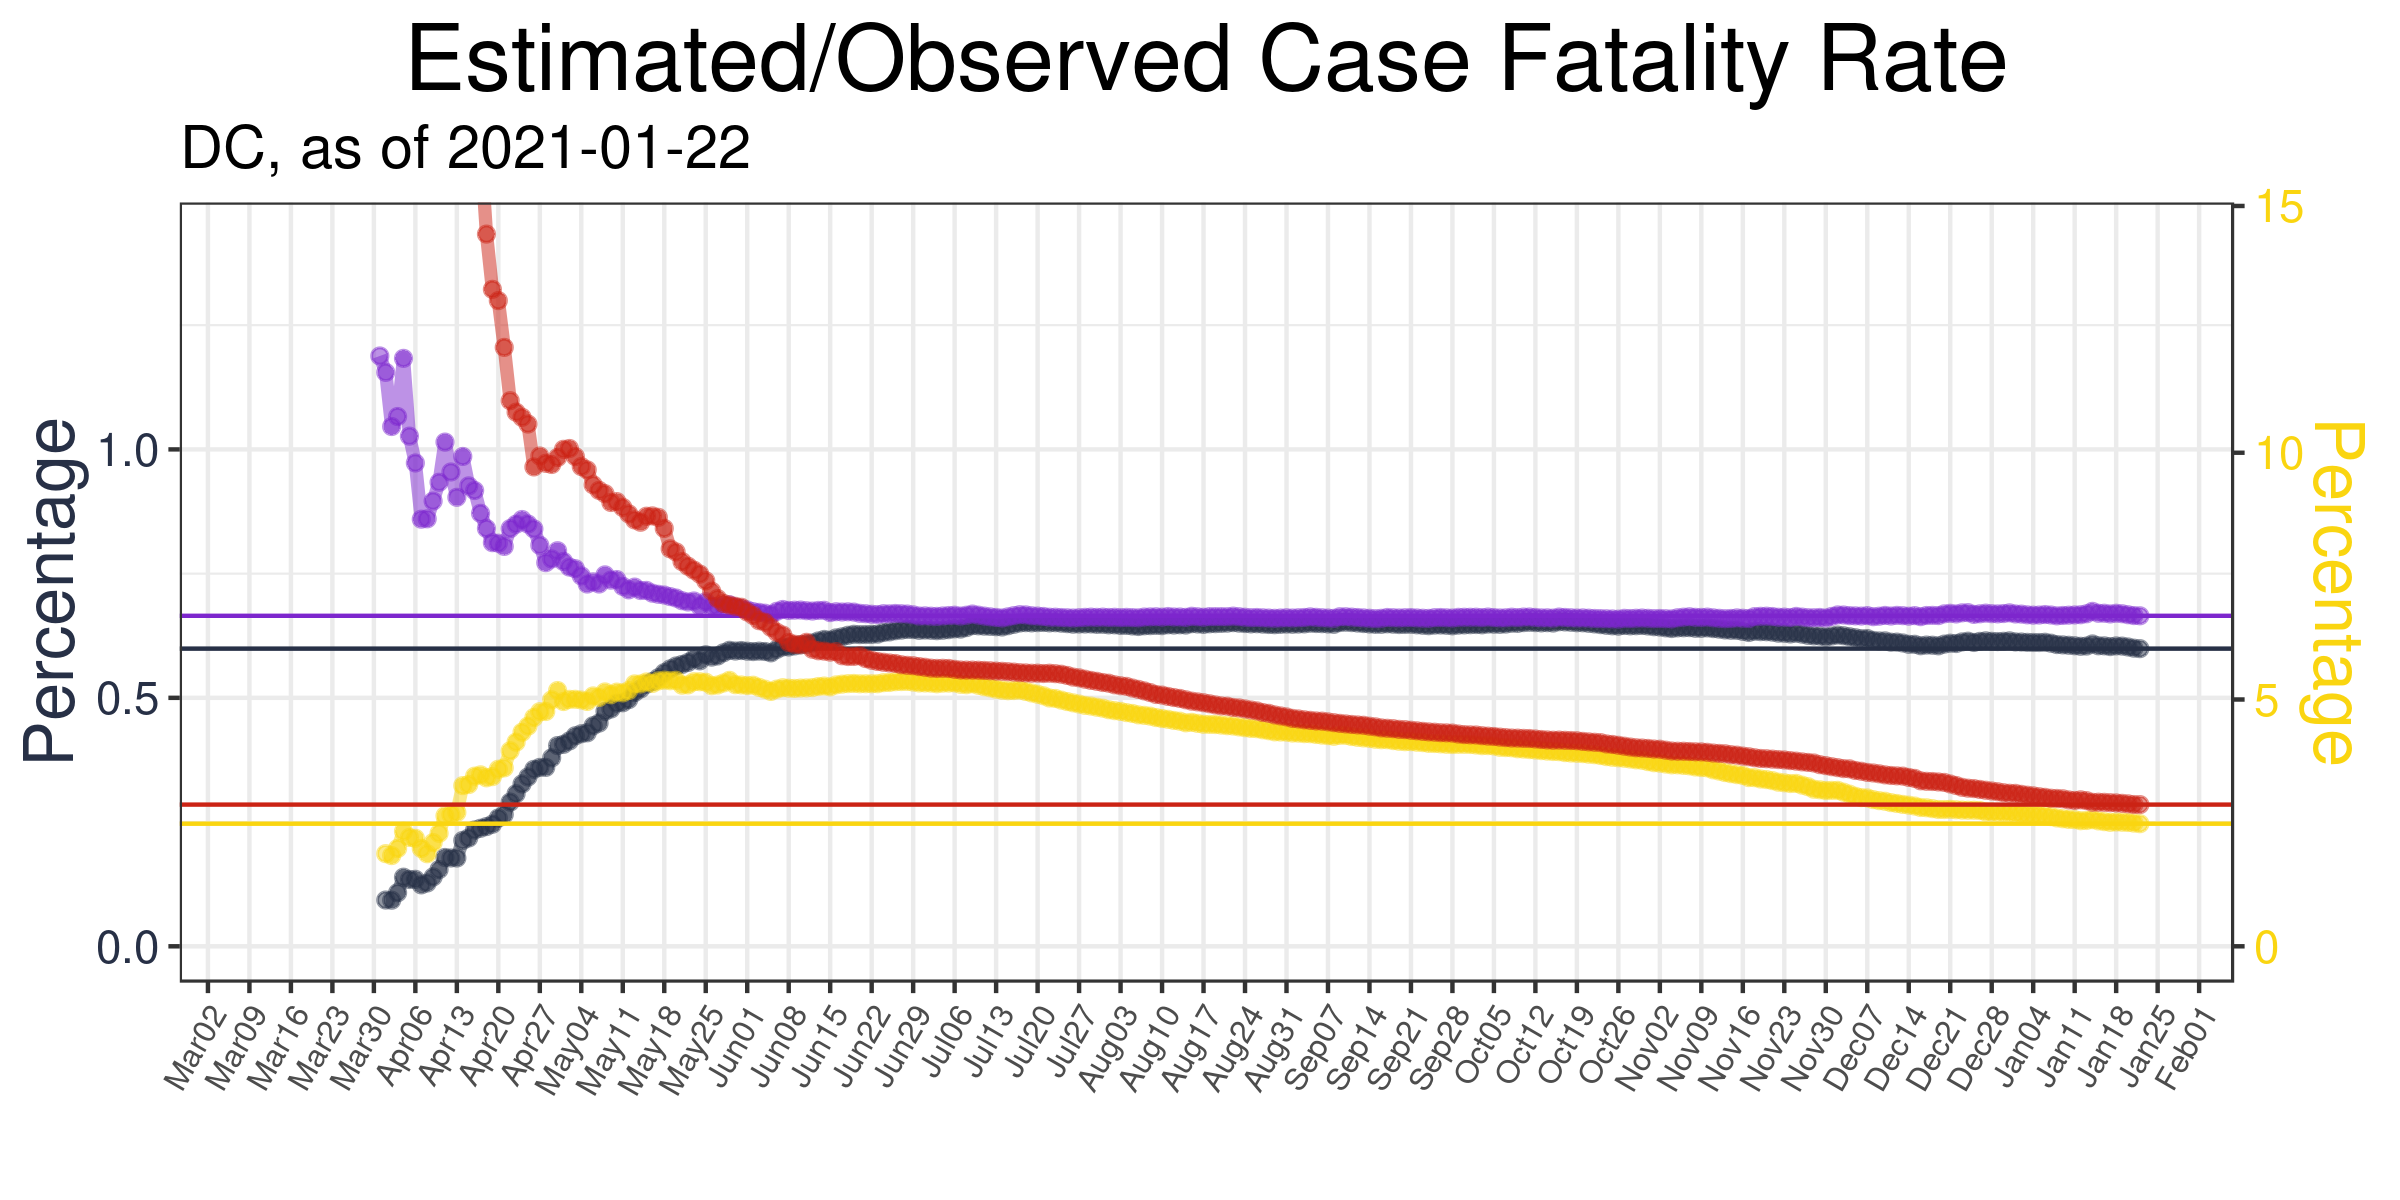 Estimated/Observed Case Fatality Rate
DC, as of 2021-01-22
Percentage
1.0
0.5
0.0
15
10
5
0
Percentage
Mar02
Mar09
Mar16
Mar23
Mar30
Apr06
Apr13
Apr20
Apr27
May04
May11
May18
May25
Jun01
Jun08
Jun15
Jun22
Jun29
Jul06
Jul13
Jul20
Jul27
Aug03
Aug10
Aug17
Aug24
Aug31
Sep07
Sep14
Sep21
Sep28
Oct05
Oct12
Oct19
Oct26
Nov02
Nov09
Nov16
Nov23
Nov30
Dec07
Dec14
Dec21
Dec28
Jan04
Jan11
Jan18
Jan25
Feb01